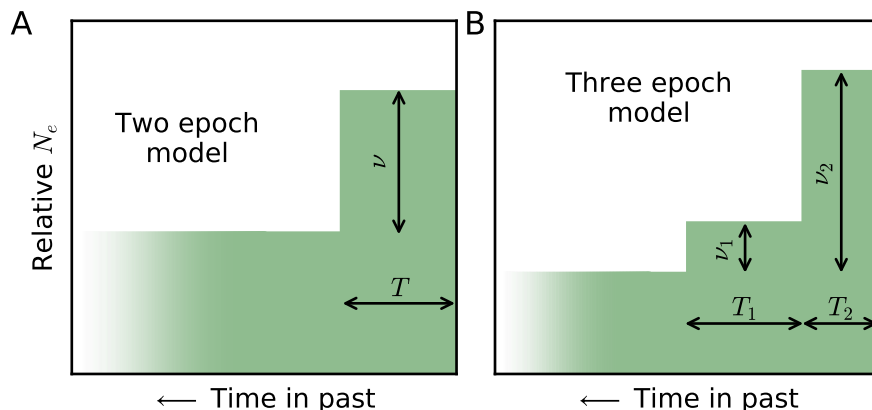 A
Two epoch
model
Relative Nₑ
ν
T
⟵ Time in past
B
Three epoch
model
ν₁
ν₂
T₁
T₂
⟵ Time in past